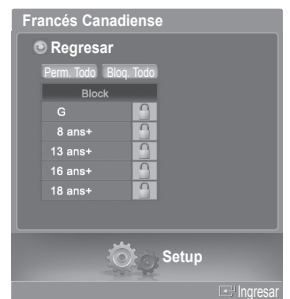 Francés Canadiense
Regresar
Perm. Todo Bloq. Todo
Block
G
8 ans+
13 ans+
16 ans+
18 ans+
Setup
Ingresar